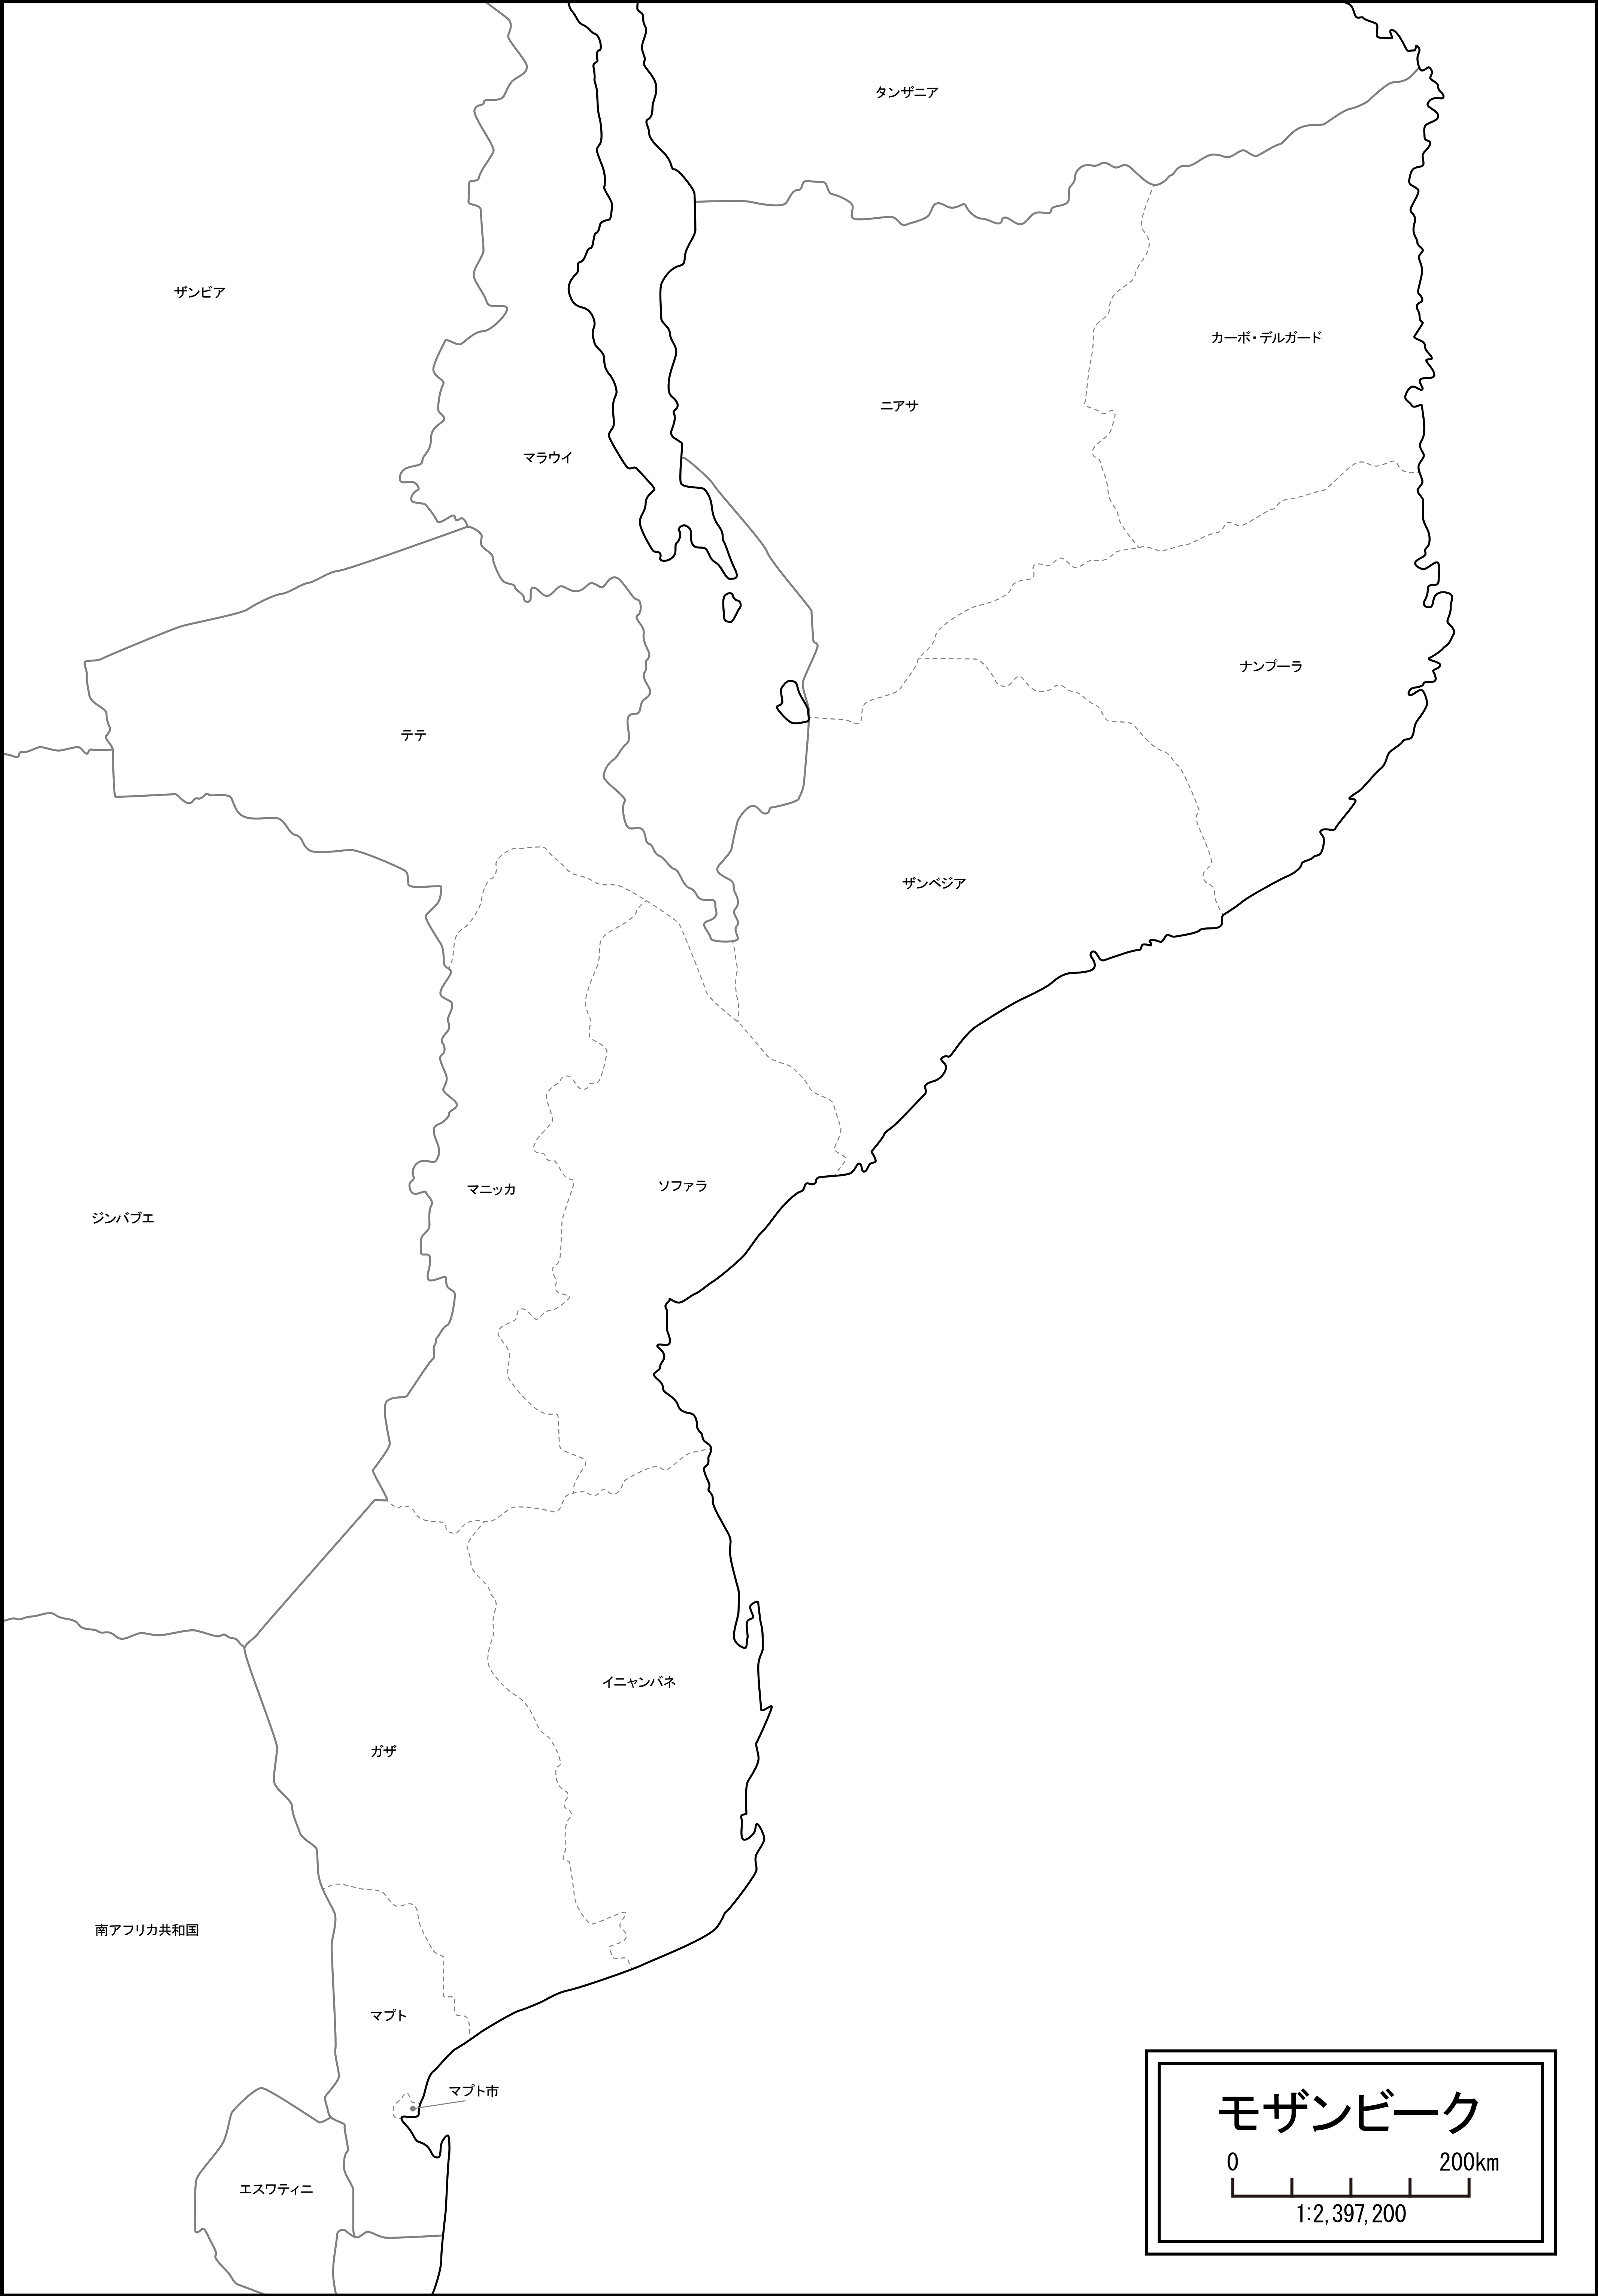 タンザニア
ザンビア
カーボ・デルガード
ニアサ
マラウイ
ナンプーラ
テテ
ザンベジア
マニッカ
ソファラ
ジンバブエ
イニャンバネ
ガザ
南アフリカ共和国
マプト
マプト市
エスワティニ
モザンビーク
0 200km
1:2,397,200